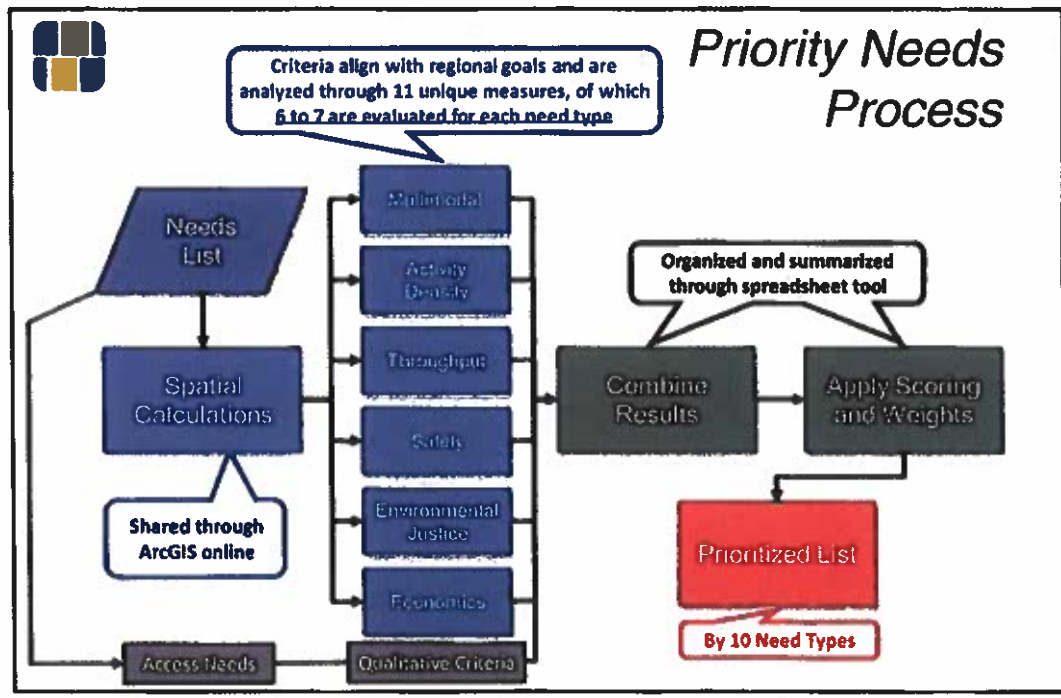 Priority Needs
Process
Criteria align with regional goals and are
analyzed through 11 unique measures, of which
6 to 7 are evaluated for each need type
Needs
List
Spatial
Calculations
Shared through
ArcGIS online
Multimodal
Activity
Density
Throughput
Safety
Environmental
Justice
Economics
Access Needs
Qualitative Criteria
Organized and summarized
through spreadsheet tool
Combine
Results
Apply Scoring
and Weights
Prioritized List
By 10 Need Types